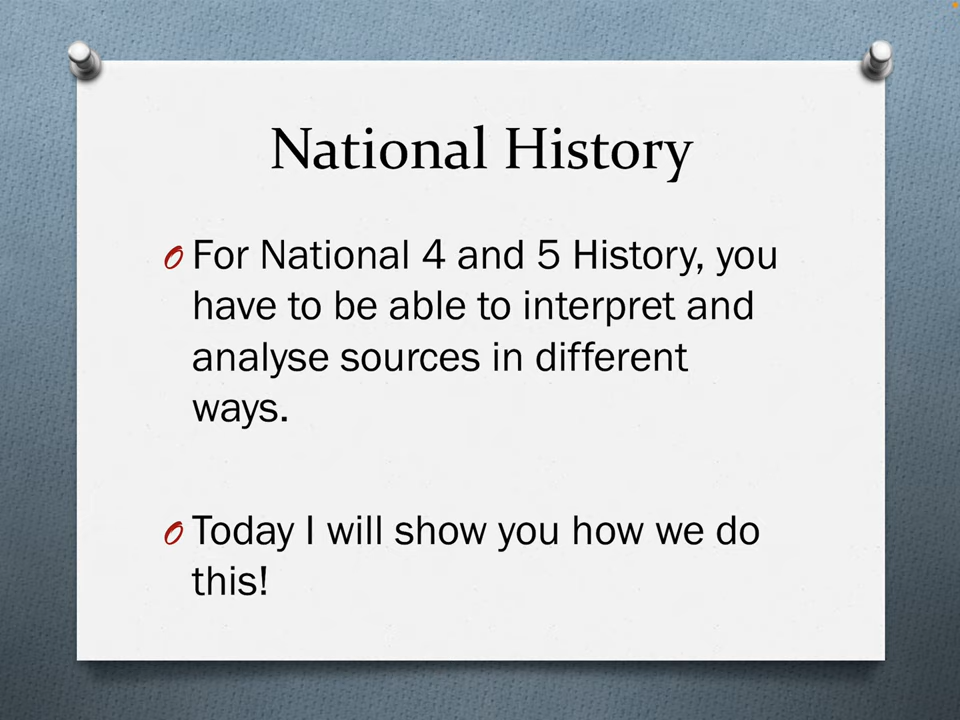 National History
For National 4 and 5 History, you
have to be able to interpret and
analyse sources in different
ways.
Today I will show you how we do
this!